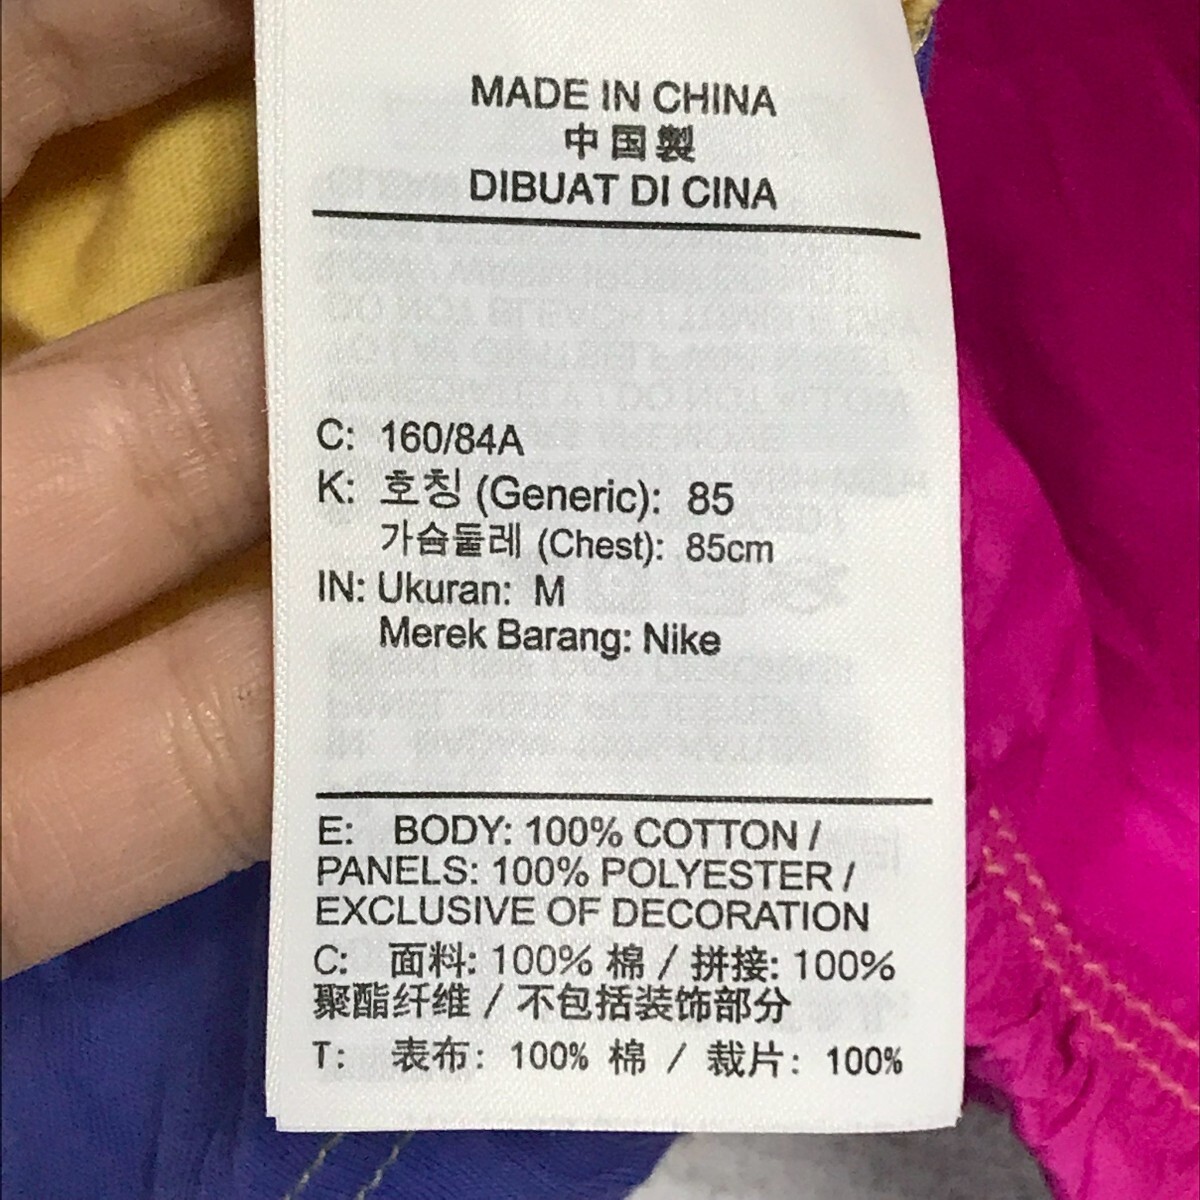 MADE IN CHINA
中国製
DIBUAT DI CINA
C: 160/84A
K: 호칭 (Generic): 85
가슴둘레 (Chest): 85cm
IN: Ukuran: M
Merek Barang: Nike
E: BODY: 100% COTTON /
PANELS: 100% POLYESTER /
EXCLUSIVE OF DECORATION
C: 面料: 100% 棉 / 拼接: 100%
聚酯纤维 / 不包括装饰部分
T: 表布: 100% 棉 / 裁片: 100%